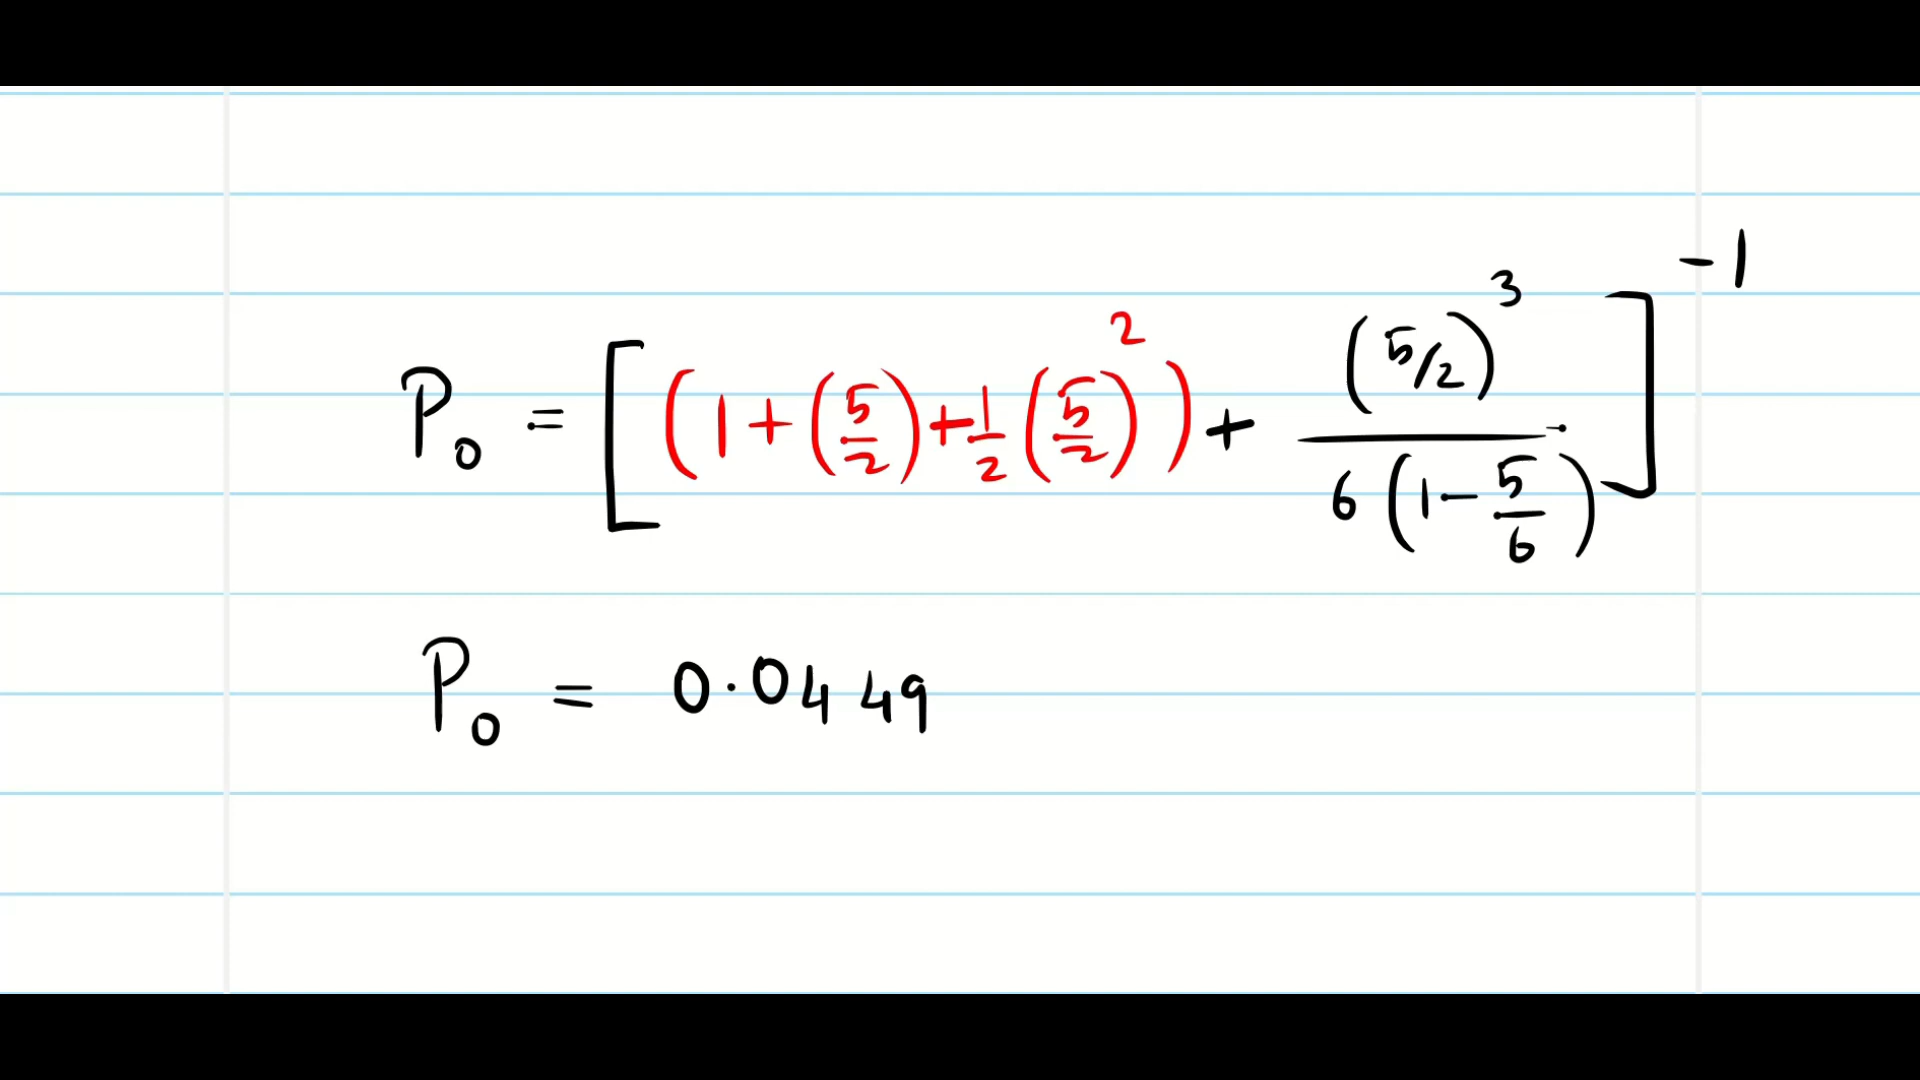 P₀ = [(1 + (5/2) + 1/2 (5/2)²) + (5/2)³ / 6(1 − 5/6)]⁻¹
P₀ = 0.0449